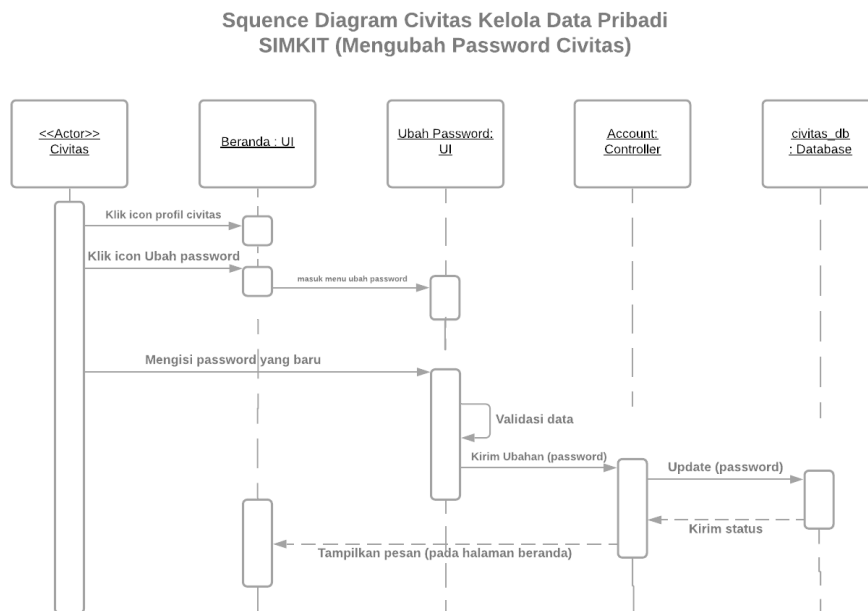 Squence Diagram Civitas Kelola Data Pribadi
SIMKIT (Mengubah Password Civitas)
<<Actor>>
Civitas
Beranda : UI
Ubah Password:
UI
Account:
Controller
civitas_db
: Database
Klik icon profil civitas
Klik icon Ubah password
masuk menu ubah password
Mengisi password yang baru
Validasi data
Kirim Ubahan (password)
Update (password)
Kirim status
Tampilkan pesan (pada halaman beranda)